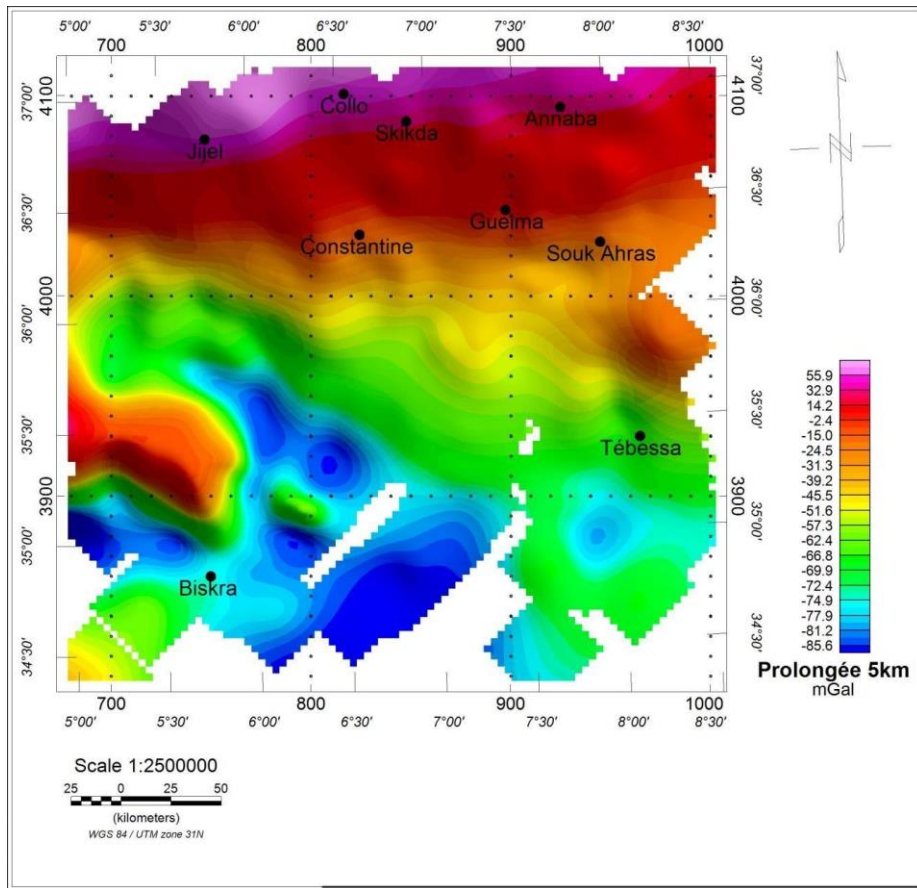 5°00' 5°30' 6°00' 6°30' 7°00' 7°30' 8°00' 8°30'
700 800 900 1000
37°00' 4100 4100 37°00'
Collo
Annaba
Skikda
Jijel
36°30' 36°30'
Guelma
Constantine
Souk Ahras
4000 4000
36°00' 36°00'
35°30' 35°30'
Tébessa
3900 3900
35°00' 35°00'
Biskra
34°30' 34°30'
700 800 900 1000
5°00' 5°30' 6°00' 6°30' 7°00' 7°30' 8°00' 8°30'
55.9
32.9
14.2
-15.0
-24.5
-31.3
-39.2
-45.5
-51.6
-57.3
-62.4
-66.8
-69.9
-72.4
-74.9
-77.9
-81.2
-85.6
Prolongée 5km
mGal
Scale 1:2500000
25 0 25 50
(kilometers)
WGS 84 / UTM zone 31N